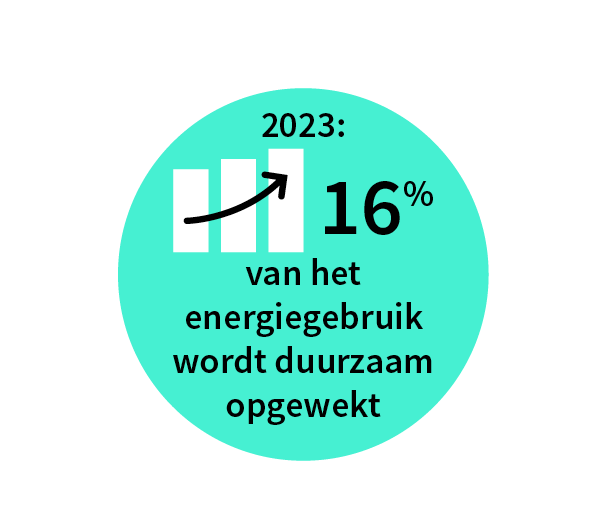 2023:
16%
van het
energiegebruik
wordt duurzaam
opgewekt